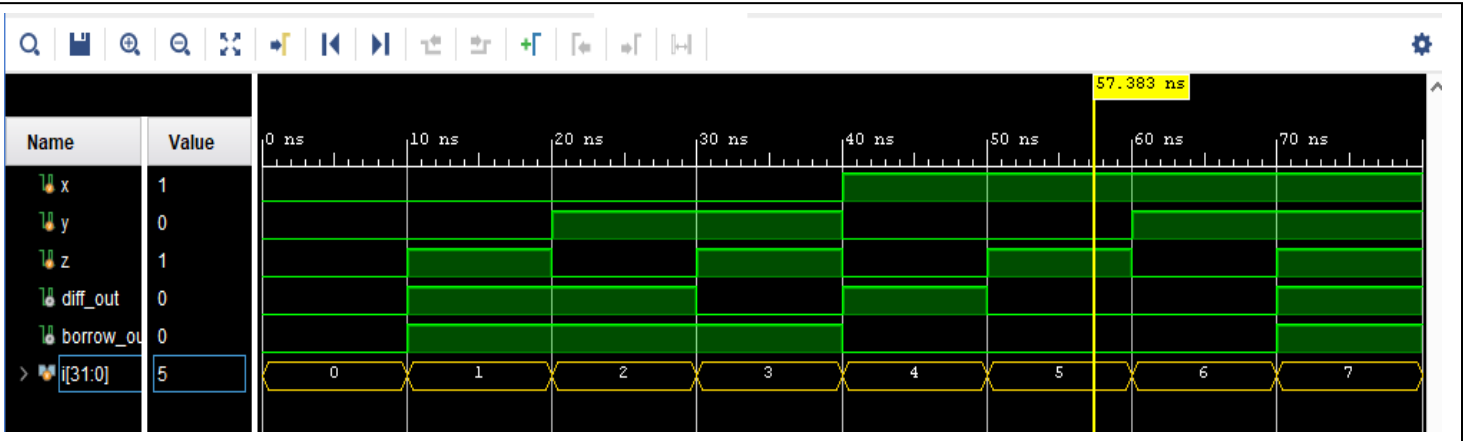 57.383 ns
Name Value 0 ns 10 ns 20 ns 30 ns 40 ns 50 ns 60 ns 70 ns
x 1
y 0
z 1
diff_out 0
borrow_ou 0
i[31:0] 5 0 1 2 3 4 5 6 7